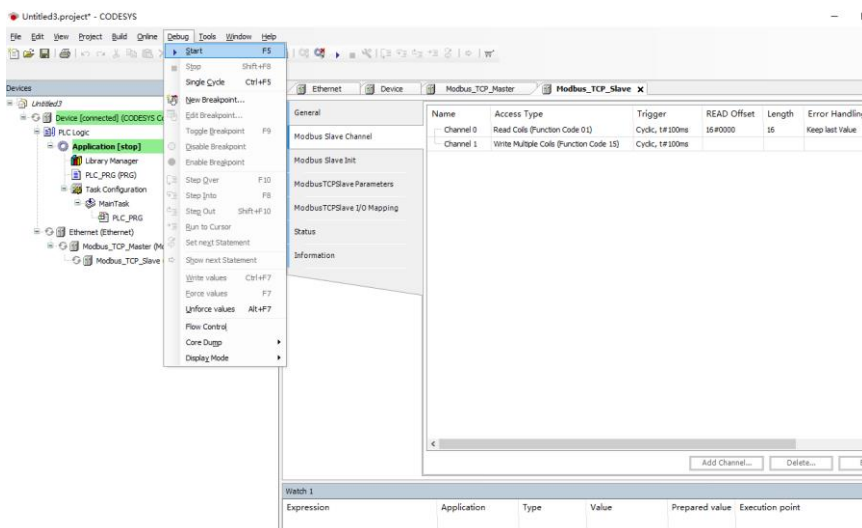 Untitled3.project* - CODESYS
File Edit View Project Build Online Debug Tools Window Help
Start F5
Stop Shift+F8
Single Cycle Ctrl+F5
New Breakpoint...
Edit Breakpoint...
Toggle Breakpoint F9
Disable Breakpoint
Enable Breakpoint
Step Over F10
Step Into F8
Step Out Shift+F10
Run to Cursor
Set next Statement
Show next Statement
Write values Ctrl+F7
Force values F7
Unforce values Alt+F7
Flow Control
Core Dump
Display Mode
Devices
Untitled3
Device [connected] (CODESYS Co
PLC Logic
Application [stop]
Library Manager
PLC_PRG (PRG)
Task Configuration
MainTask
PLC_PRG
Ethernet (Ethernet)
Modbus_TCP_Master (Mo
Modbus_TCP_Slave
Ethernet Device Modbus_TCP_Master Modbus_TCP_Slave
General
Modbus Slave Channel
Modbus Slave Init
ModbusTCPSlave Parameters
ModbusTCPSlave I/O Mapping
Status
Information
Name Access Type Trigger READ Offset Length Error Handling
Channel 0 Read Coils (Function Code 01) Cyclic, t#100ms 16#0000 16 Keep last Value
Channel 1 Write Multiple Coils (Function Code 15) Cyclic, t#100ms
Add Channel... Delete...
Watch 1
Expression Application Type Value Prepared value Execution point